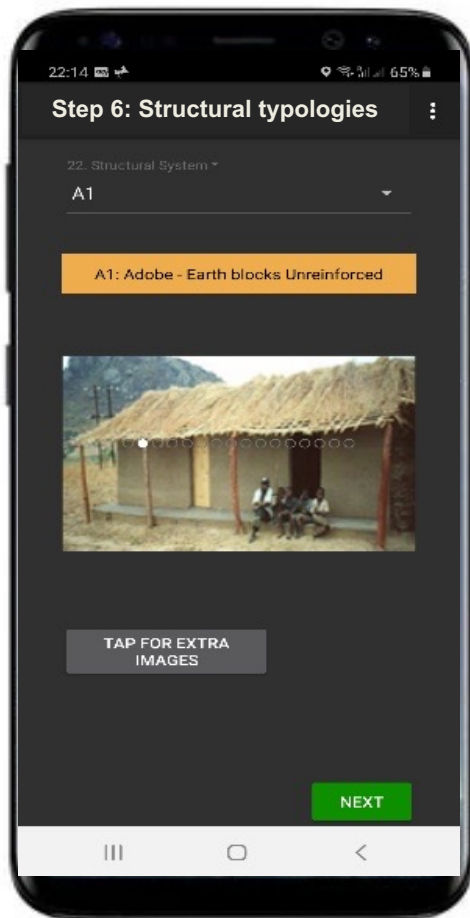 22:14 65%
Step 6: Structural typologies
22. Structural System *
A1
A1: Adobe - Earth blocks Unreinforced
TAP FOR EXTRA
IMAGES
NEXT